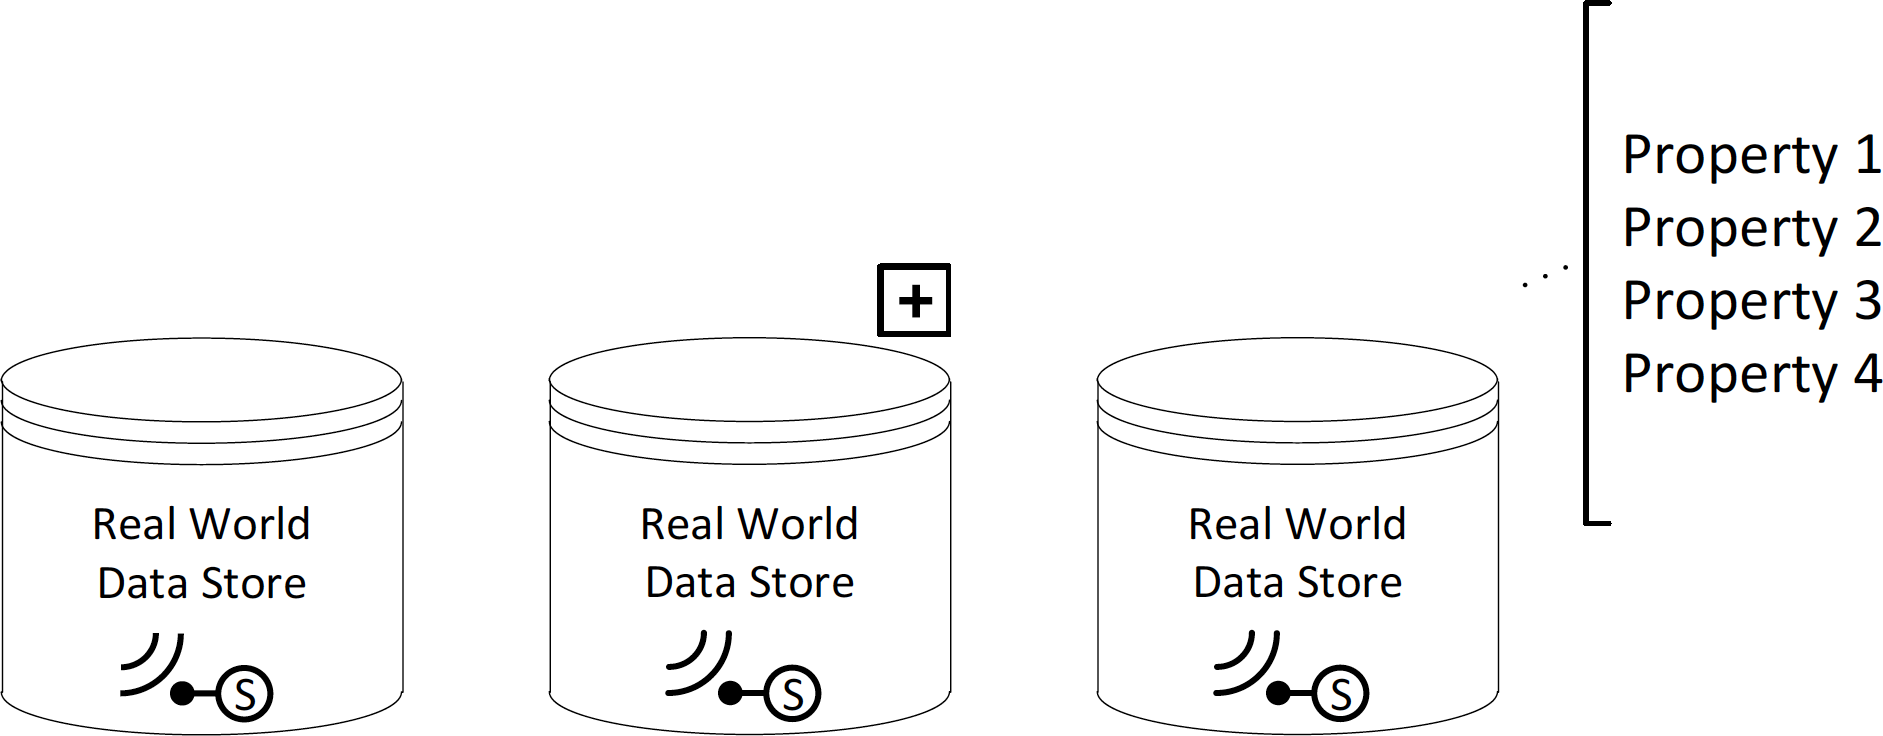 Property 1
Property 2
Property 3
Property 4
+
Real World
Data Store
S
Real World
Data Store
S
Real World
Data Store
S